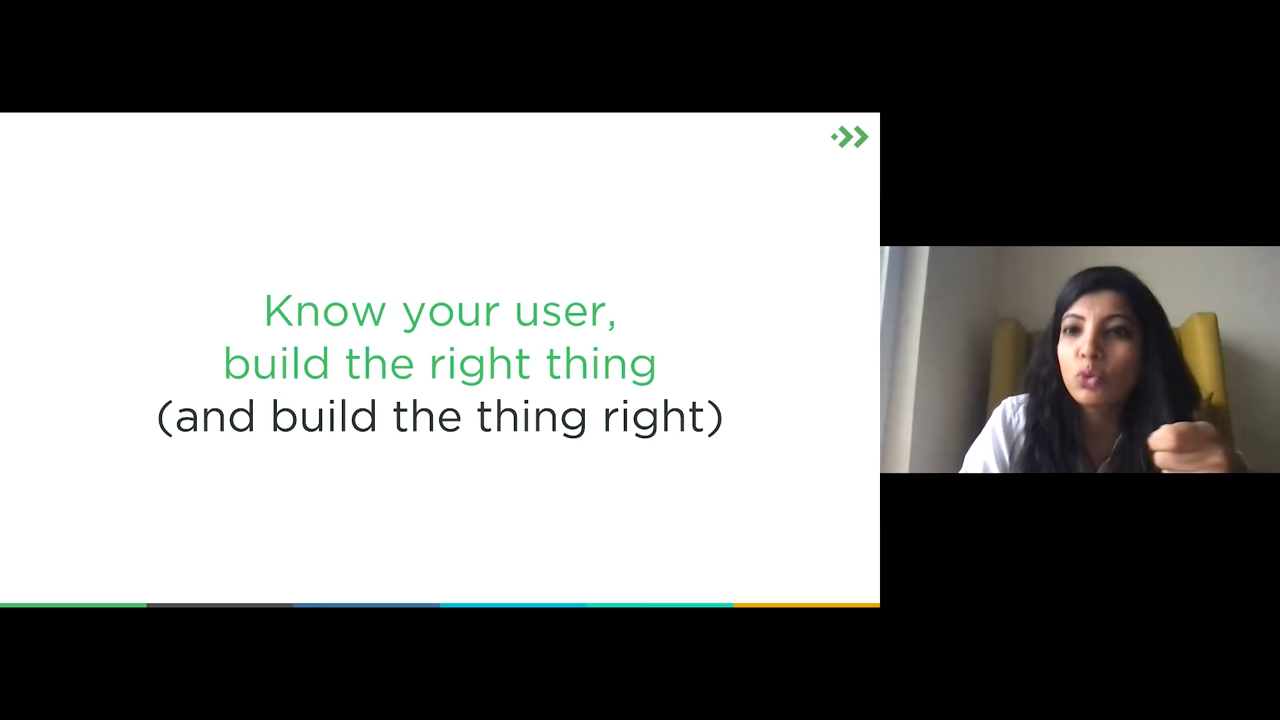 Know your user,
build the right thing
(and build the thing right)